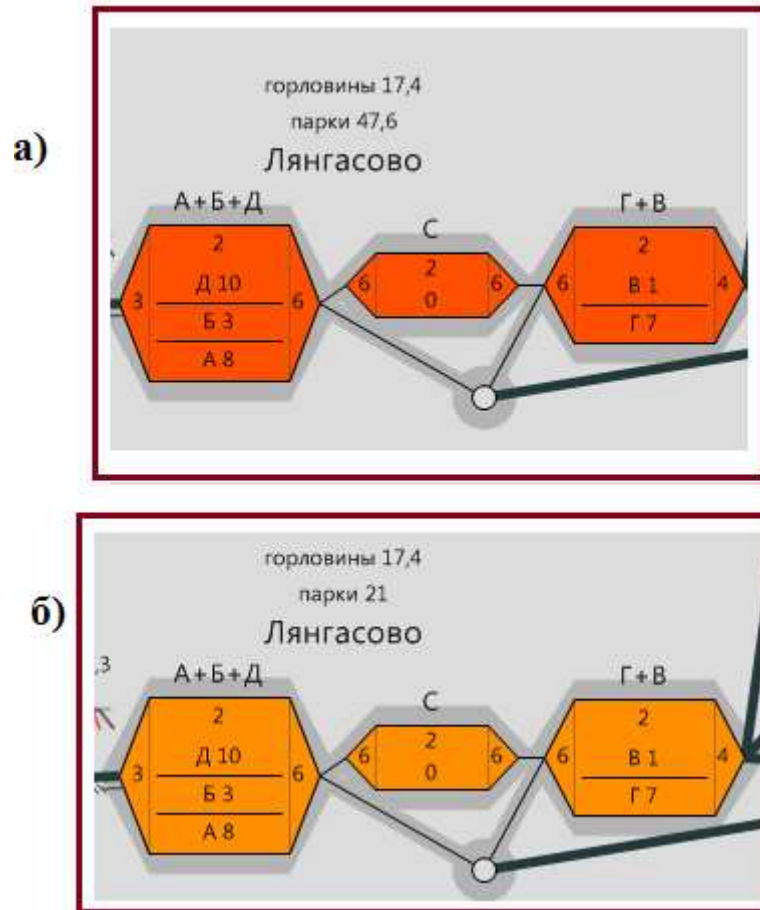 а)
горловины 17,4
парки 47,6
Лянгасово
А+Б+Д
С
Г+В
2
Д 10
Б 3
А 8
3
6
6
2
0
6
6
2
В 1
Г 7
4
б)
горловины 17,4
парки 21
Лянгасово
,3
А+Б+Д
С
Г+В
2
Д 10
Б 3
А 8
3
6
6
2
0
6
6
2
В 1
Г 7
4